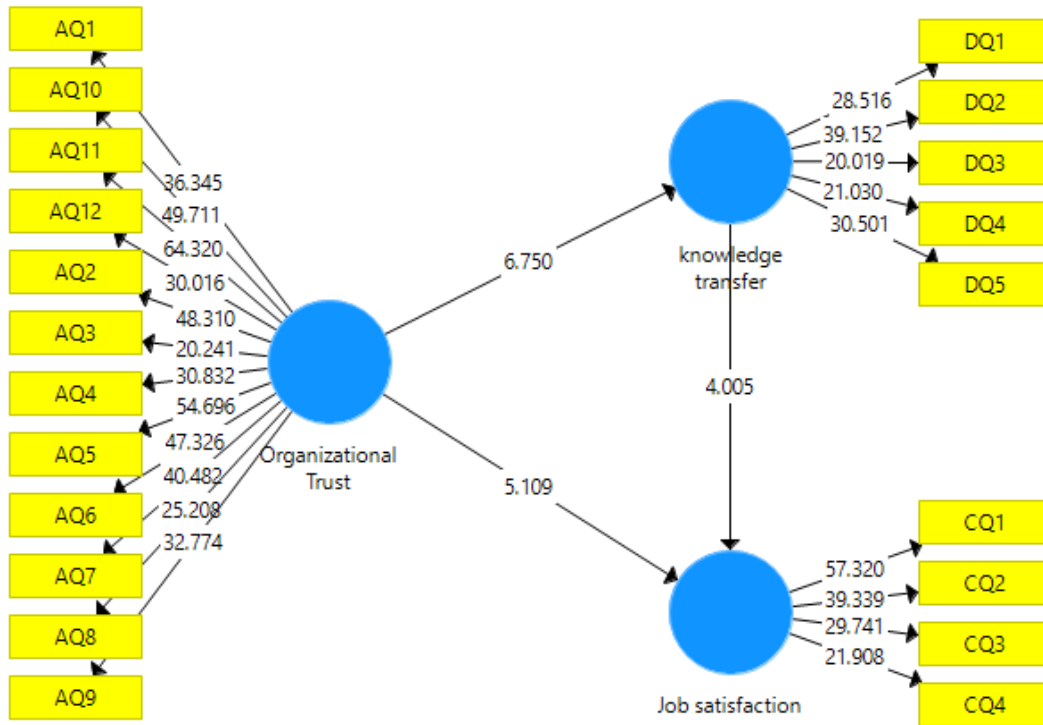 AQ1
AQ10
AQ11
AQ12
AQ2
AQ3
AQ4
AQ5
AQ6
AQ7
AQ8
AQ9
36.345
49.711
64.320
30.016
48.310
20.241
30.832
54.696
47.326
40.482
25.208
32.774
Organizational
Trust
6.750
5.109
knowledge
transfer
4.005
Job satisfaction
28.516
39.152
20.019
21.030
30.501
DQ1
DQ2
DQ3
DQ4
DQ5
57.320
39.339
29.741
21.908
CQ1
CQ2
CQ3
CQ4